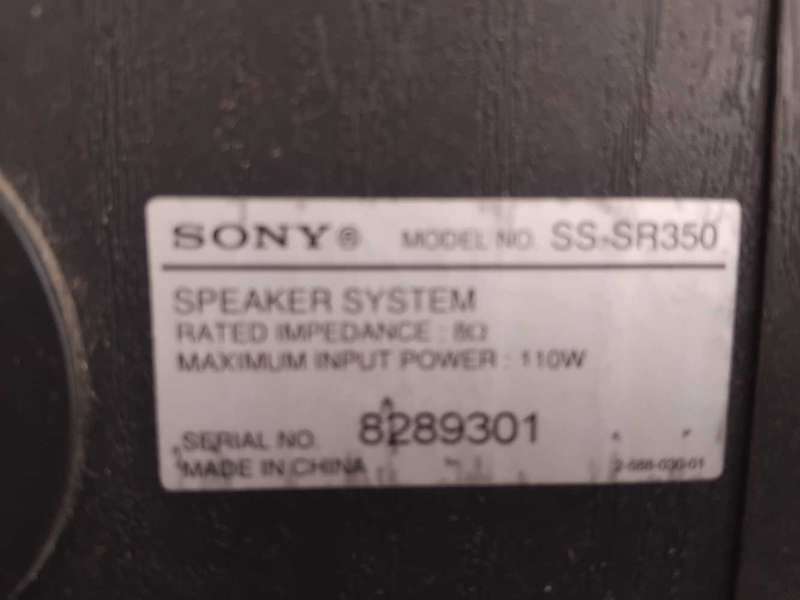 SONY® MODEL NO. SS-SR350
SPEAKER SYSTEM
RATED IMPEDANCE : 8Ω
MAXIMUM INPUT POWER : 110W
SERIAL NO. 8289301
MADE IN CHINA